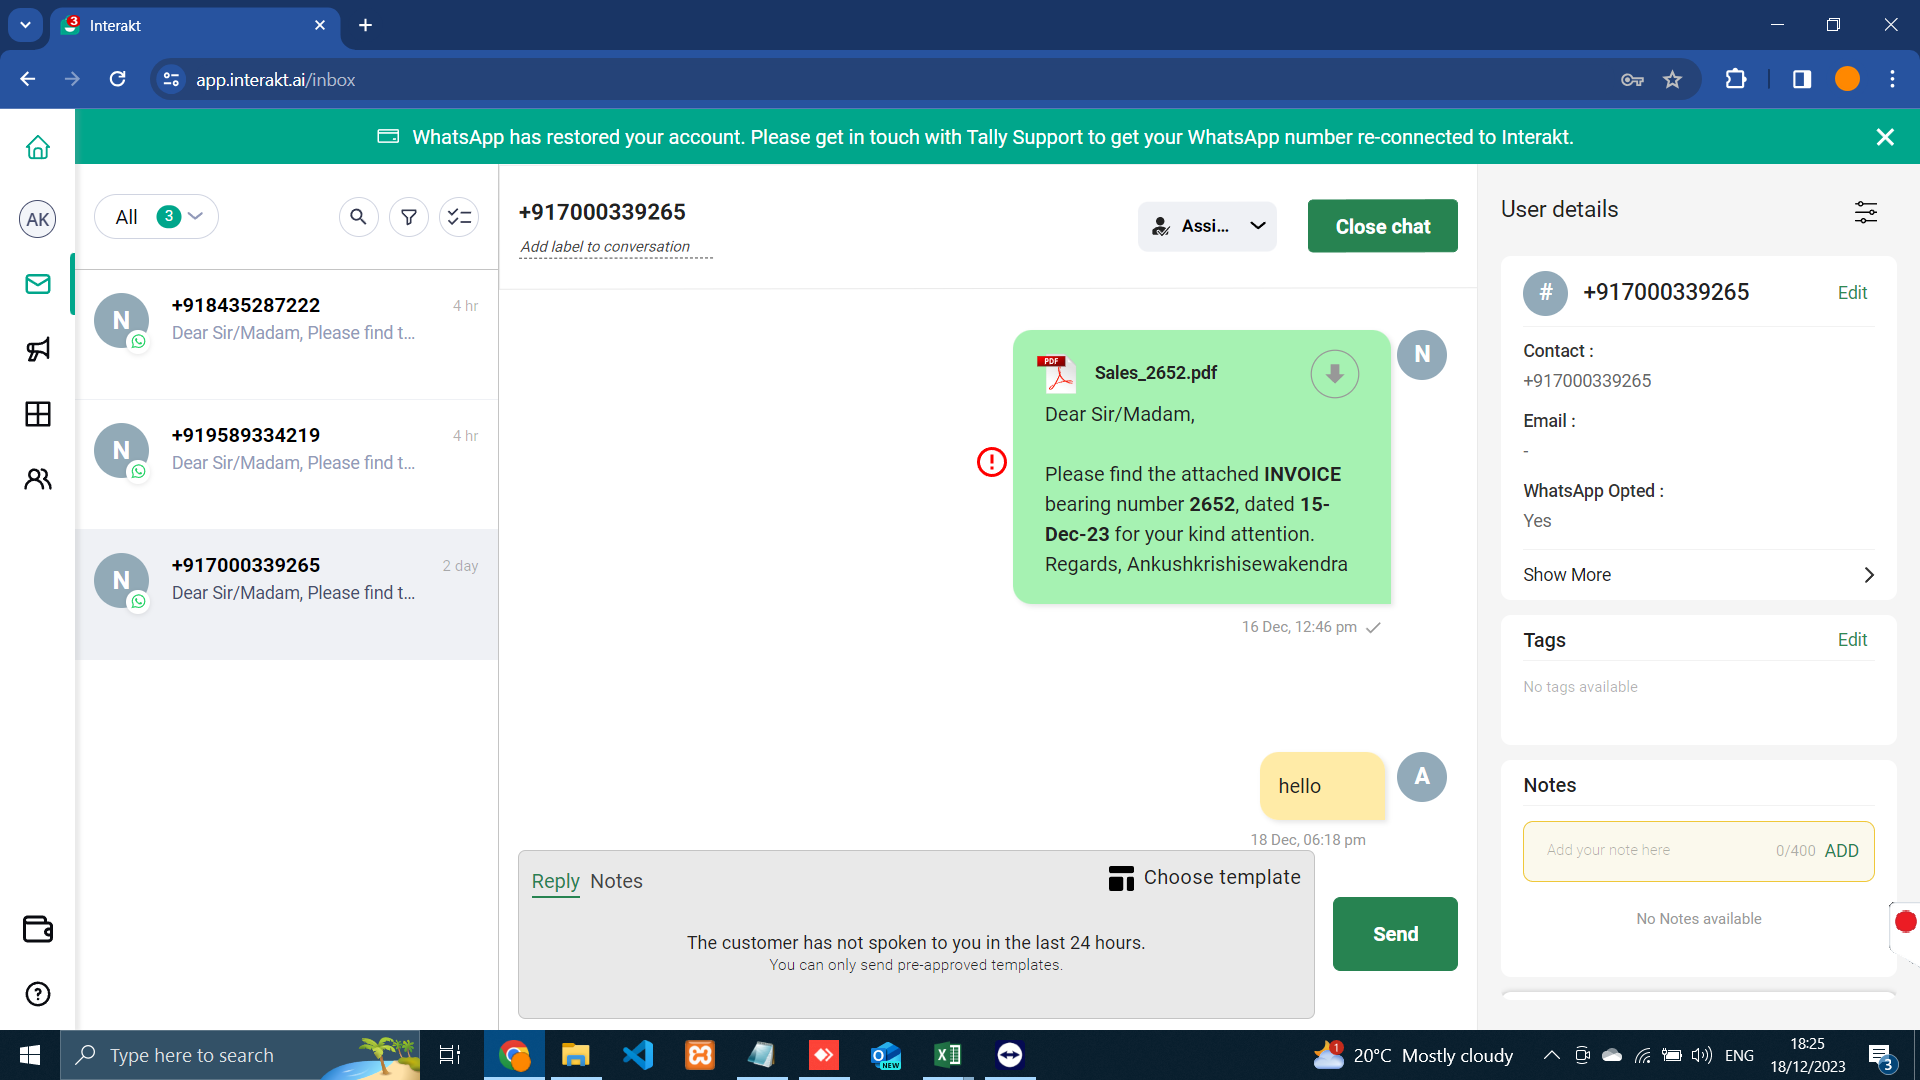 3
Interakt
app.interakt.ai/inbox
WhatsApp has restored your account. Please get in touch with Tally Support to get your WhatsApp number re-connected to Interakt.
AK
All 3
+918435287222
4 hr
N
Dear Sir/Madam, Please find t...
+919589334219
4 hr
N
Dear Sir/Madam, Please find t...
+917000339265
2 day
N
Dear Sir/Madam, Please find t...
+917000339265
Add label to conversation
Assi...
Close chat
N
PDF
Sales_2652.pdf
Dear Sir/Madam,
Please find the attached INVOICE
bearing number 2652, dated 15-
Dec-23 for your kind attention.
Regards, Ankushkrishisewakendra
16 Dec, 12:46 pm
hello
A
18 Dec, 06:18 pm
Reply Notes
Choose template
The customer has not spoken to you in the last 24 hours.
You can only send pre-approved templates.
Send
User details
# +917000339265 Edit
Contact :
+917000339265
Email :
-
WhatsApp Opted :
Yes
Show More
Tags Edit
No tags available
Notes
Add your note here 0/400 ADD
No Notes available
Type here to search
NEW
1
20°C Mostly cloudy
ENG
18:25
18/12/2023
3